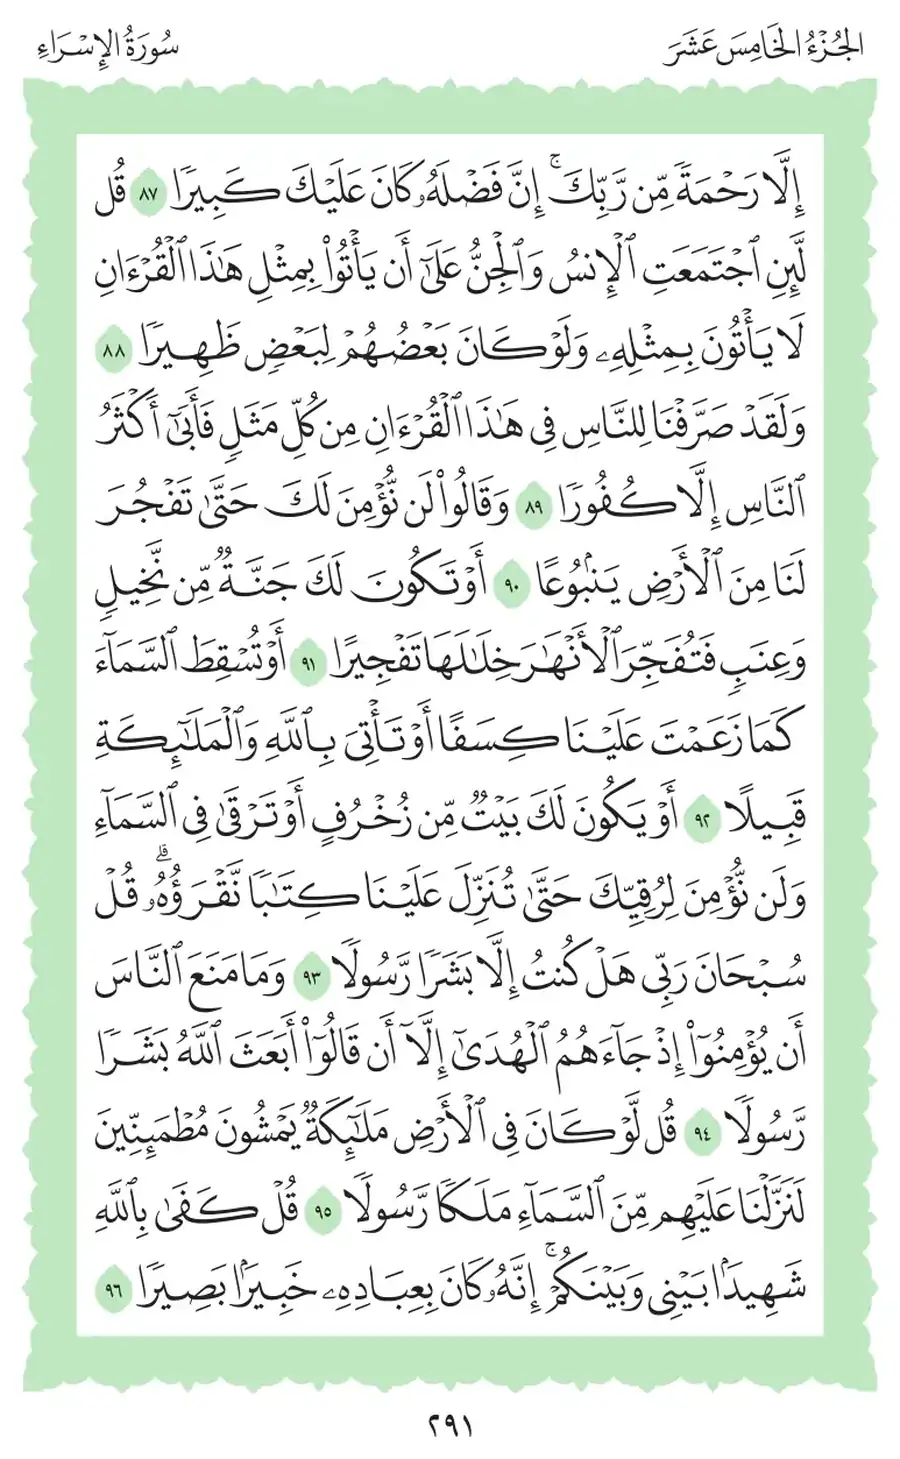 الجُزْءُ الخَامِسَ عَشَرَ
سُورَةُ الإِسْرَاءِ
إِلَّا رَحْمَةً مِّن رَّبِّكَۚ إِنَّ فَضْلَهُۥ كَانَ عَلَيْكَ كَبِيرًا ٨٧ قُل
لَّئِنِ ٱجْتَمَعَتِ ٱلْإِنسُ وَٱلْجِنُّ عَلَىٰٓ أَن يَأْتُوا۟ بِمِثْلِ هَٰذَا ٱلْقُرْءَانِ
لَا يَأْتُونَ بِمِثْلِهِۦ وَلَوْ كَانَ بَعْضُهُمْ لِبَعْضٍ ظَهِيرًا ٨٨
وَلَقَدْ صَرَّفْنَا لِلنَّاسِ فِى هَٰذَا ٱلْقُرْءَانِ مِن كُلِّ مَثَلٍ فَأَبَىٰٓ أَكْثَرُ
ٱلنَّاسِ إِلَّا كُفُورًا ٨٩ وَقَالُوا۟ لَن نُّؤْمِنَ لَكَ حَتَّىٰ تَفْجُرَ
لَنَا مِنَ ٱلْأَرْضِ يَنۢبُوعًا ٩٠ أَوْ تَكُونَ لَكَ جَنَّةٌ مِّن نَّخِيلٍ
وَعِنَبٍ فَتُفَجِّرَ ٱلْأَنْهَٰرَ خِلَٰلَهَا تَفْجِيرًا ٩١ أَوْ تُسْقِطَ ٱلسَّمَآءَ
كَمَا زَعَمْتَ عَلَيْنَا كِسَفًا أَوْ تَأْتِىَ بِٱللَّهِ وَٱلْمَلَٰٓئِكَةِ
قَبِيلًا ٩٢ أَوْ يَكُونَ لَكَ بَيْتٌ مِّن زُخْرُفٍ أَوْ تَرْقَىٰ فِى ٱلسَّمَآءِ
وَلَن نُّؤْمِنَ لِرُقِيِّكَ حَتَّىٰ تُنَزِّلَ عَلَيْنَا كِتَٰبًا نَّقْرَؤُهُۥۗ قُلْ
سُبْحَانَ رَبِّى هَلْ كُنتُ إِلَّا بَشَرًا رَّسُولًا ٩٣ وَمَا مَنَعَ ٱلنَّاسَ
أَن يُؤْمِنُوٓا۟ إِذْ جَآءَهُمُ ٱلْهُدَىٰٓ إِلَّآ أَن قَالُوٓا۟ أَبَعَثَ ٱللَّهُ بَشَرًا
رَّسُولًا ٩٤ قُل لَّوْ كَانَ فِى ٱلْأَرْضِ مَلَٰٓئِكَةٌ يَمْشُونَ مُطْمَئِنِّينَ
لَنَزَّلْنَا عَلَيْهِم مِّنَ ٱلسَّمَآءِ مَلَكًا رَّسُولًا ٩٥ قُلْ كَفَىٰ بِٱللَّهِ
شَهِيدًۢا بَيْنِى وَبَيْنَكُمْۚ إِنَّهُۥ كَانَ بِعِبَادِهِۦ خَبِيرًۢا بَصِيرًا ٩٦
٢٩١